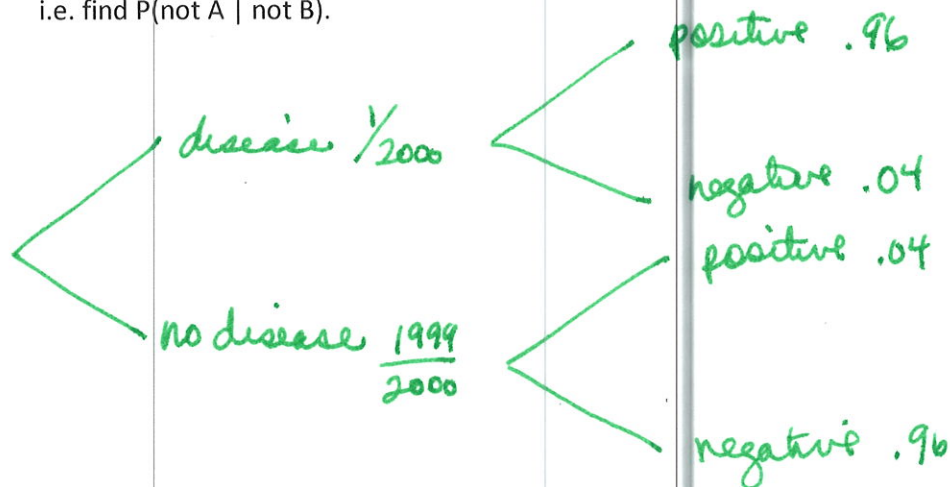 i.e. find P(not A | not B).
positive .96
disease 1/2000
negative .04
positive .04
no disease 1999
2000
negative .96